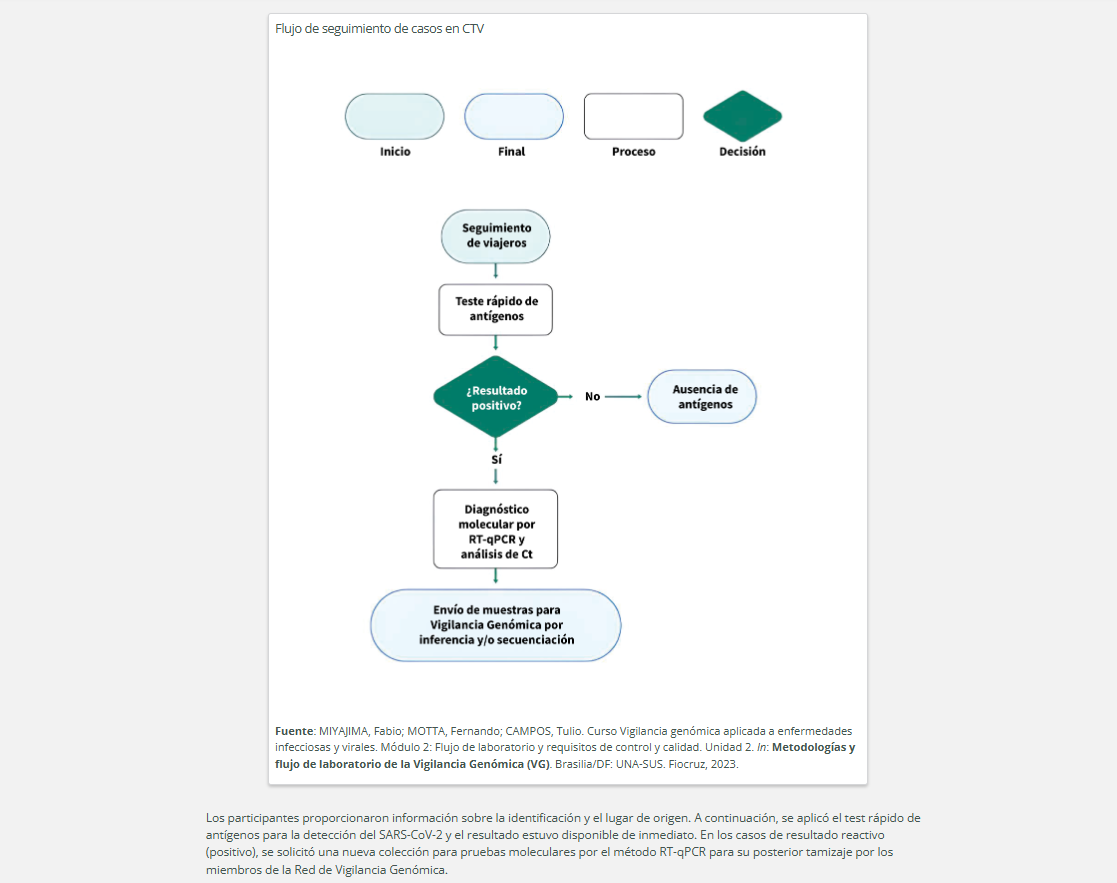 Flujo de seguimiento de casos en CTV
Inicio
Final
Proceso
Decisión
Seguimiento
de viajeros
Teste rápido de
antígenos
¿Resultado
positivo?
No
Ausencia de
antígenos
Sí
Diagnóstico
molecular por
RT-qPCR y
análisis de Ct
Envío de muestras para
Vigilancia Genómica por
inferencia y/o secuenciación
Fuente: MIYAJIMA, Fabio; MOTTA, Fernando; CAMPOS, Tulio. Curso Vigilancia genómica aplicada a enfermedades
infecciosas y virales. Módulo 2: Flujo de laboratorio y requisitos de control y calidad. Unidad 2. In: Metodologías y
flujo de laboratorio de la Vigilancia Genómica (VG). Brasilia/DF: UNA-SUS. Fiocruz, 2023.
Los participantes proporcionaron información sobre la identificación y el lugar de origen. A continuación, se aplicó el test rápido de
antígenos para la detección del SARS-CoV-2 y el resultado estuvo disponible de inmediato. En los casos de resultado reactivo
(positivo), se solicitó una nueva colección para pruebas moleculares por el método RT-qPCR para su posterior tamizaje por los
miembros de la Red de Vigilancia Genómica.